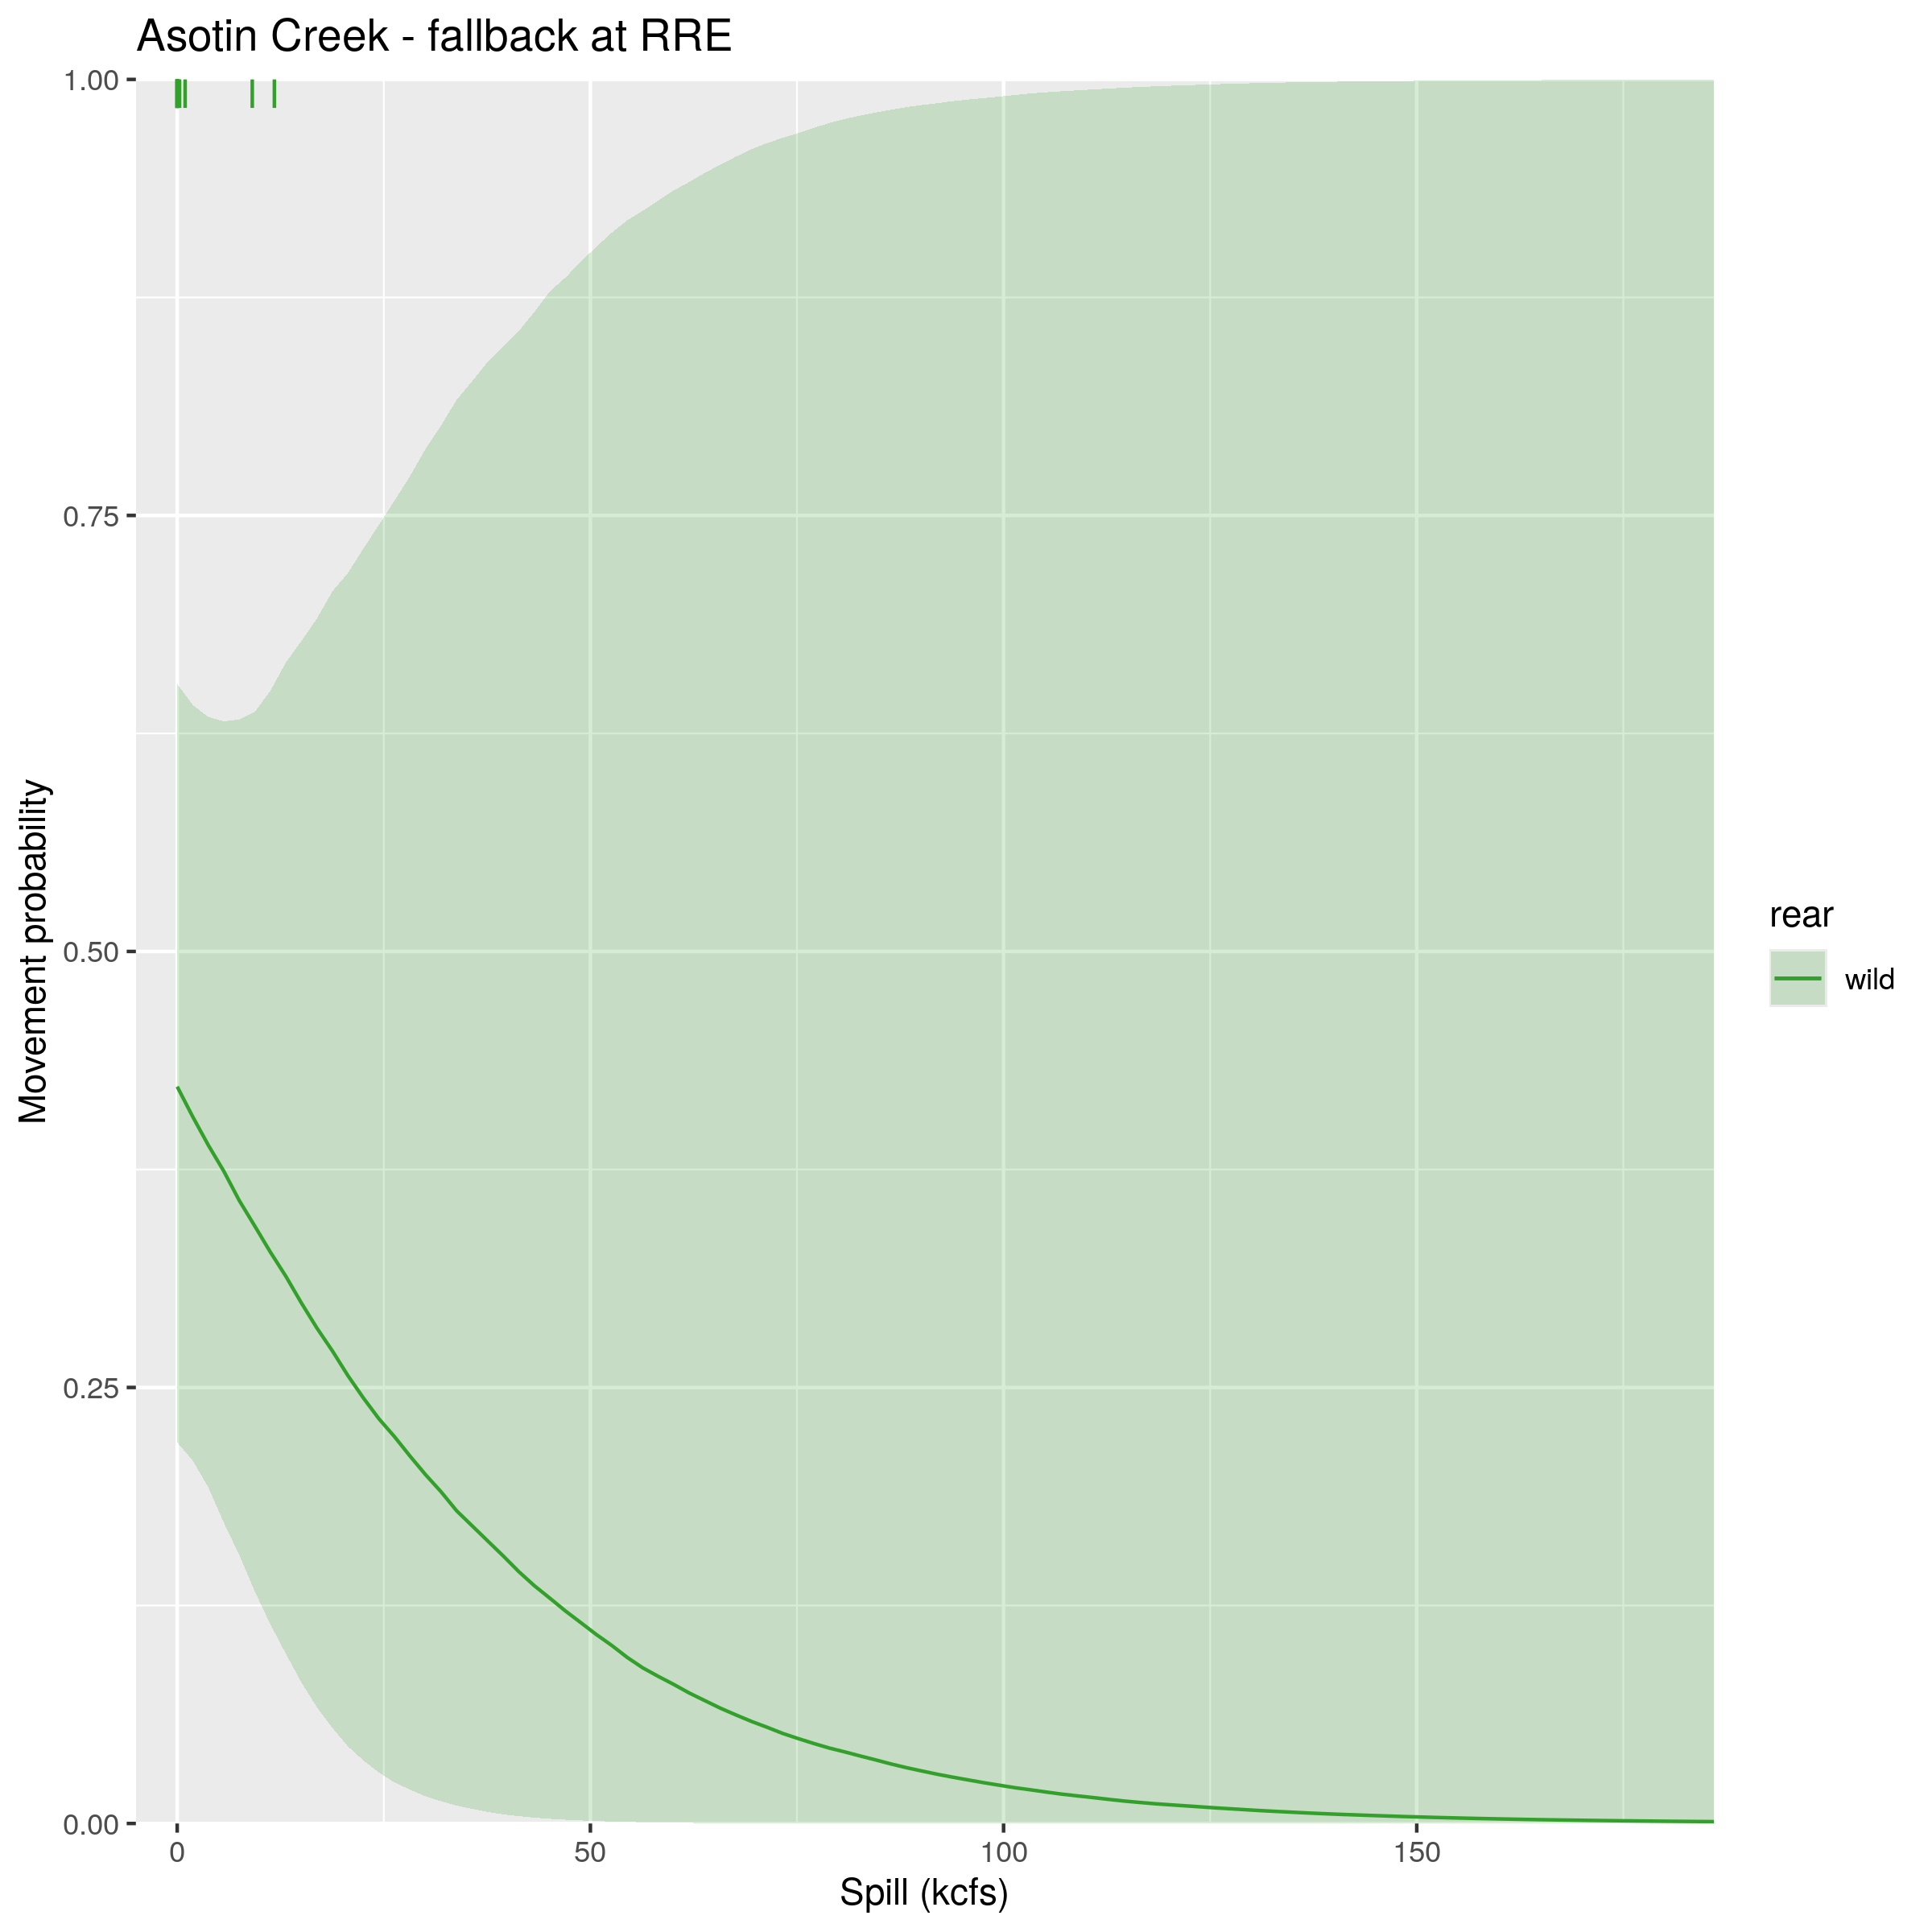 Asotin Creek - fallback at RRE
1.00
0.75
0.50
0.25
0.00
Movement probability
0
50
100
150
Spill (kcfs)
rear
wild